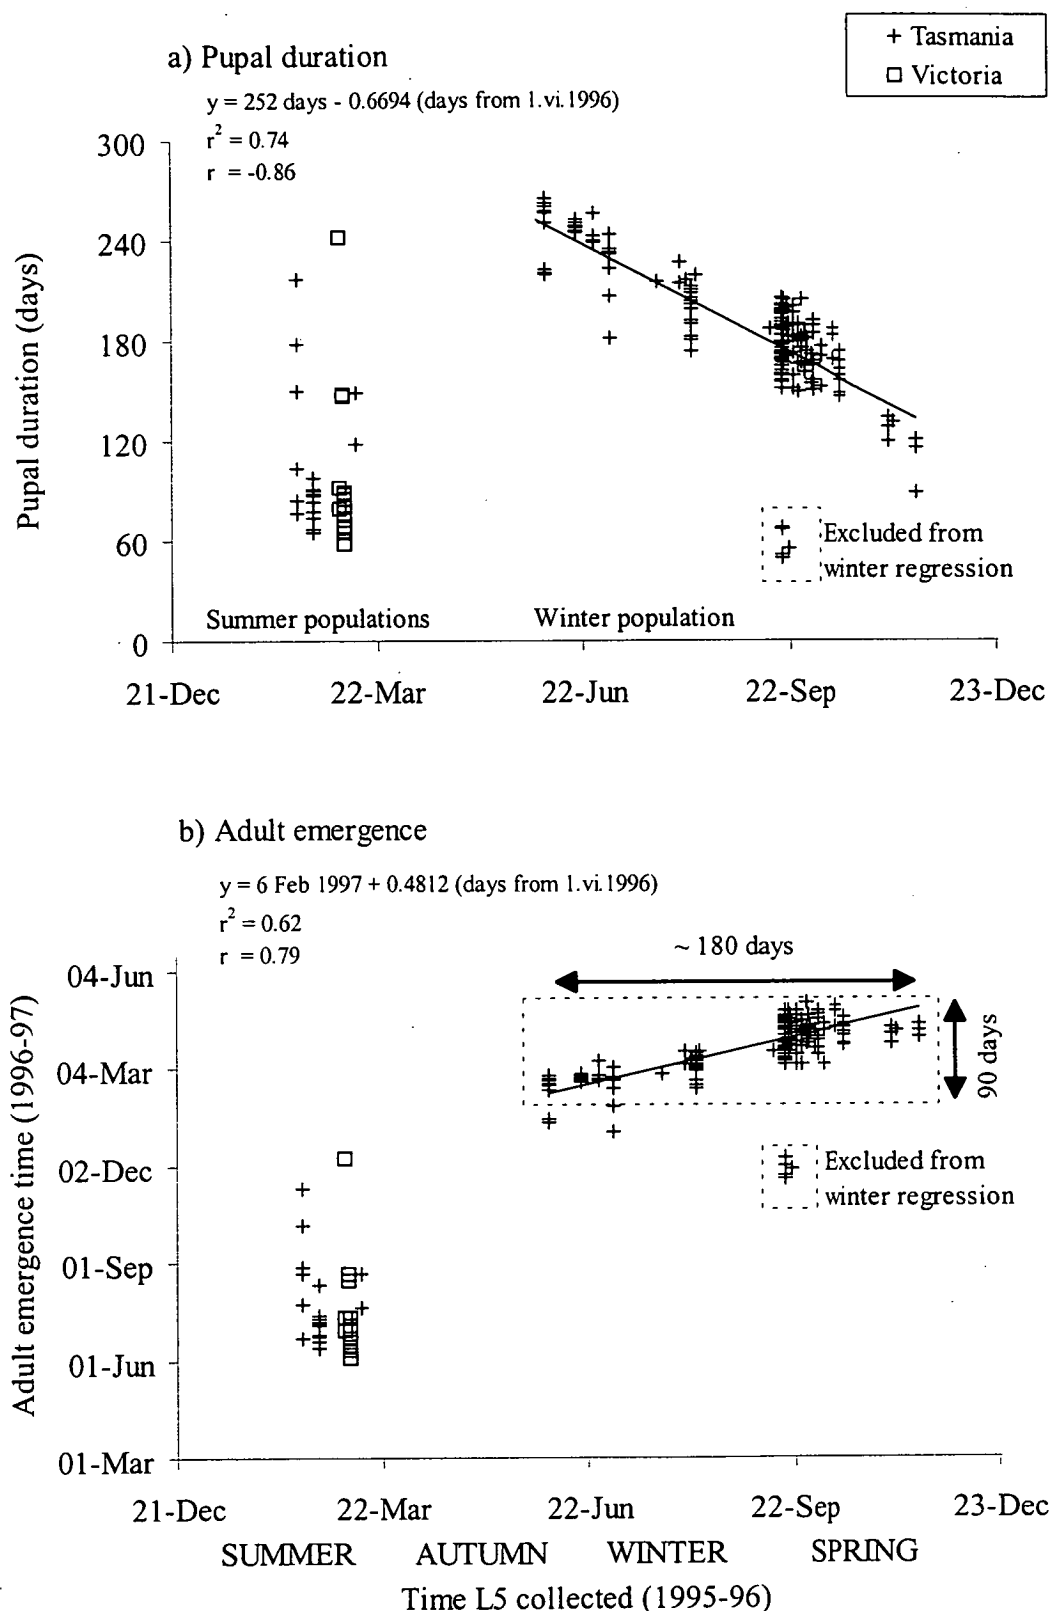 + Tasmania
□ Victoria
a) Pupal duration
y = 252 days - 0.6694 (days from 1.vi.1996)
r² = 0.74
r = -0.86
Pupal duration (days)
300
240
180
120
60
0
Excluded from
winter regression
Summer populations
Winter population
21-Dec
22-Mar
22-Jun
22-Sep
23-Dec
b) Adult emergence
y = 6 Feb 1997 + 0.4812 (days from 1.vi.1996)
r² = 0.62
r = 0.79
~ 180 days
90 days
Adult emergence time (1996-97)
04-Jun
04-Mar
02-Dec
01-Sep
01-Jun
01-Mar
Excluded from
winter regression
21-Dec
22-Mar
22-Jun
22-Sep
23-Dec
SUMMER
AUTUMN
WINTER
SPRING
Time L5 collected (1995-96)